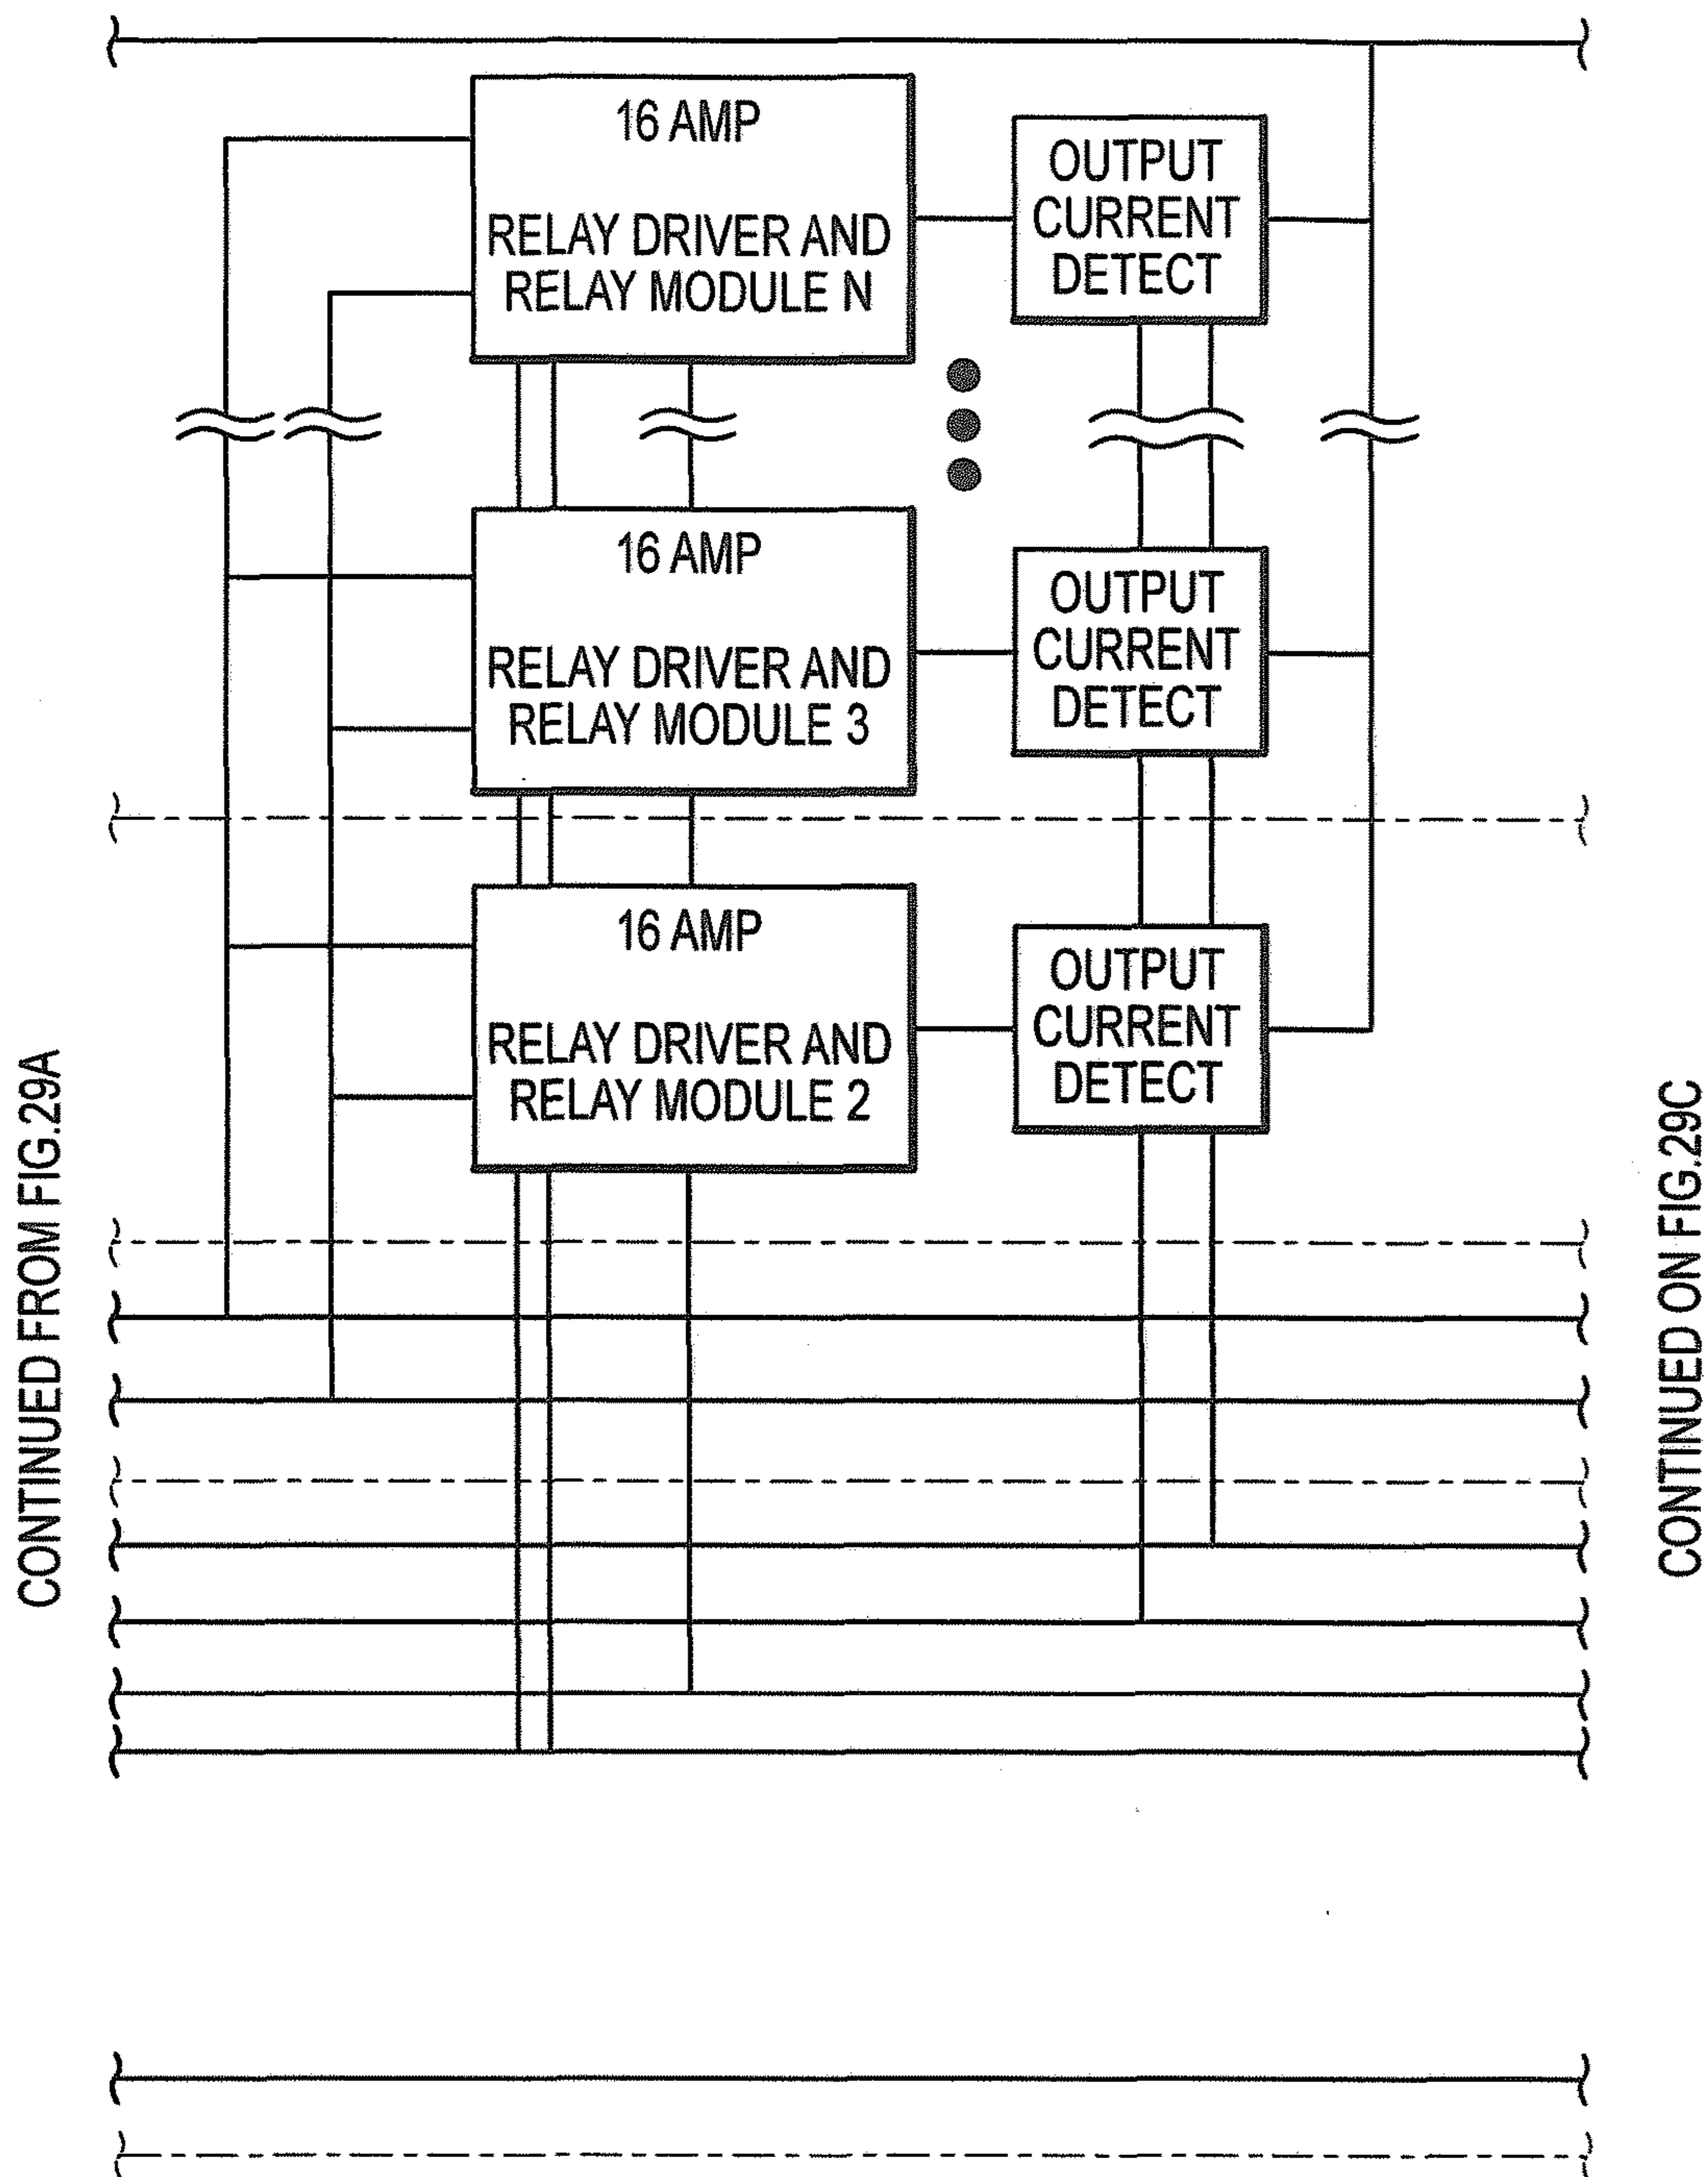 16 AMP
RELAY DRIVER AND
RELAY MODULE N
OUTPUT
CURRENT
DETECT
16 AMP
RELAY DRIVER AND
RELAY MODULE 3
OUTPUT
CURRENT
DETECT
16 AMP
RELAY DRIVER AND
RELAY MODULE 2
OUTPUT
CURRENT
DETECT
CONTINUED FROM FIG.29A
CONTINUED ON FIG.29C